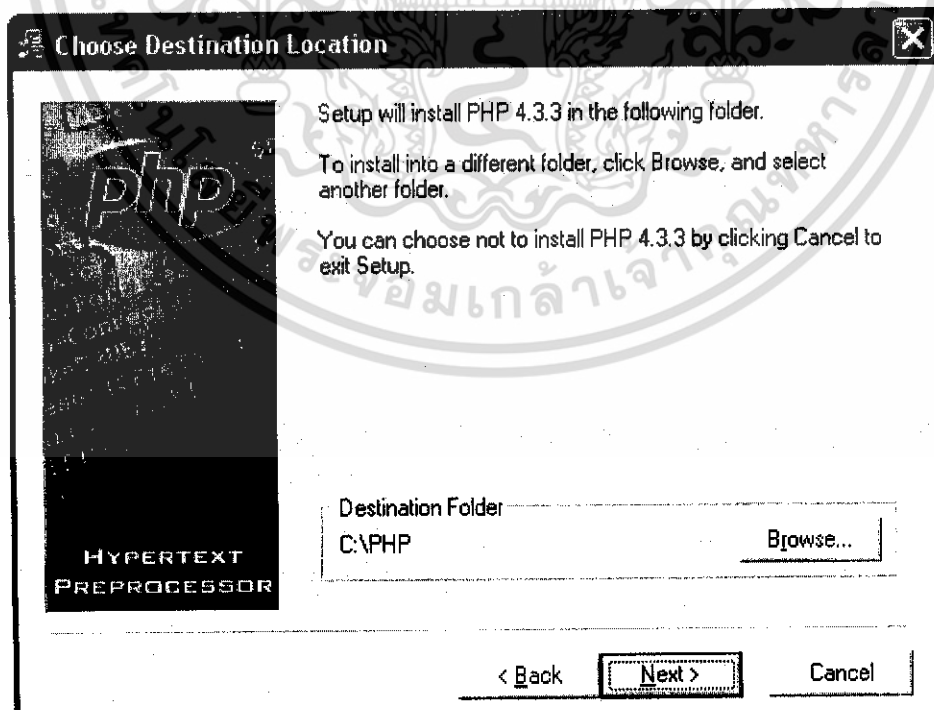 Choose Destination Location
Setup will install PHP 4.3.3 in the following folder.
To install into a different folder, click Browse, and select
another folder.
You can choose not to install PHP 4.3.3 by clicking Cancel to
exit Setup.
php
HYPERTEXT
PREPROCESSOR
Destination Folder
C:\PHP
Browse...
< Back
Next >
Cancel